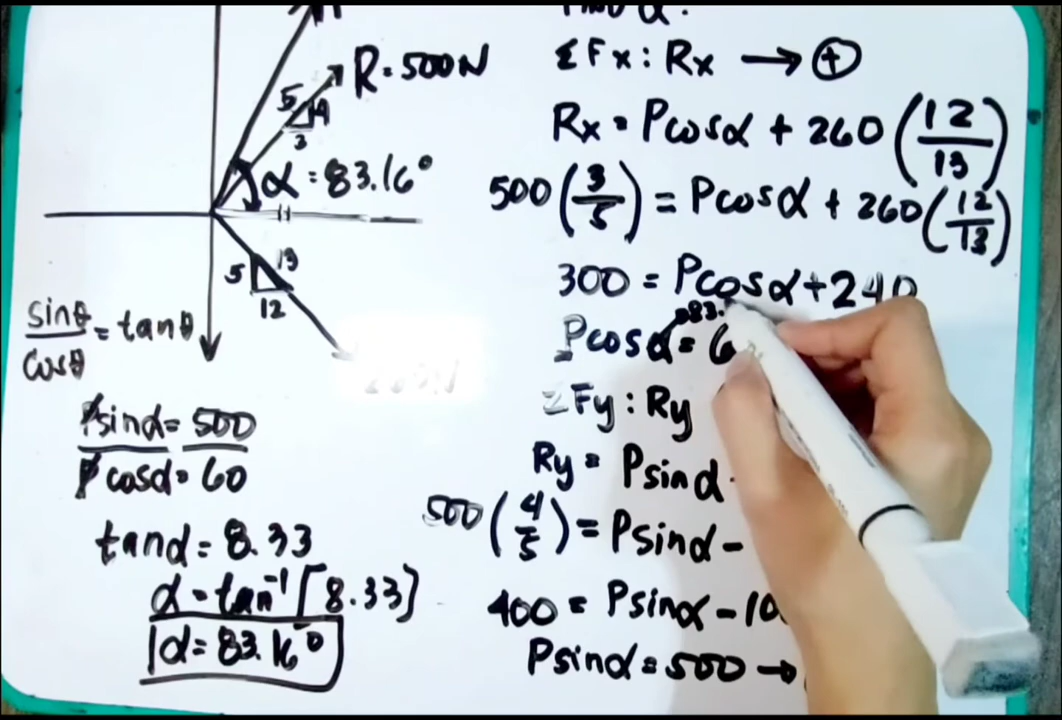 R = 500N
5 4
3
α = 83.16°
5 13
12
sinθ/cosθ = tanθ
Psinα = 500
Pcosα = 60
tanα = 8.33
α = tan⁻¹[8.33]
α = 83.16°
ΣFx : Rx → (+)
Rx = Pcosα + 260(12/13)
500(3/5) = Pcosα + 260(12/13)
300 = Pcosα + 240
83.
Pcosα = 6
ΣFy : Ry
Ry = Psinα
500(4/5) = Psinα -
400 = Psinα - 10
Psinα = 500 →